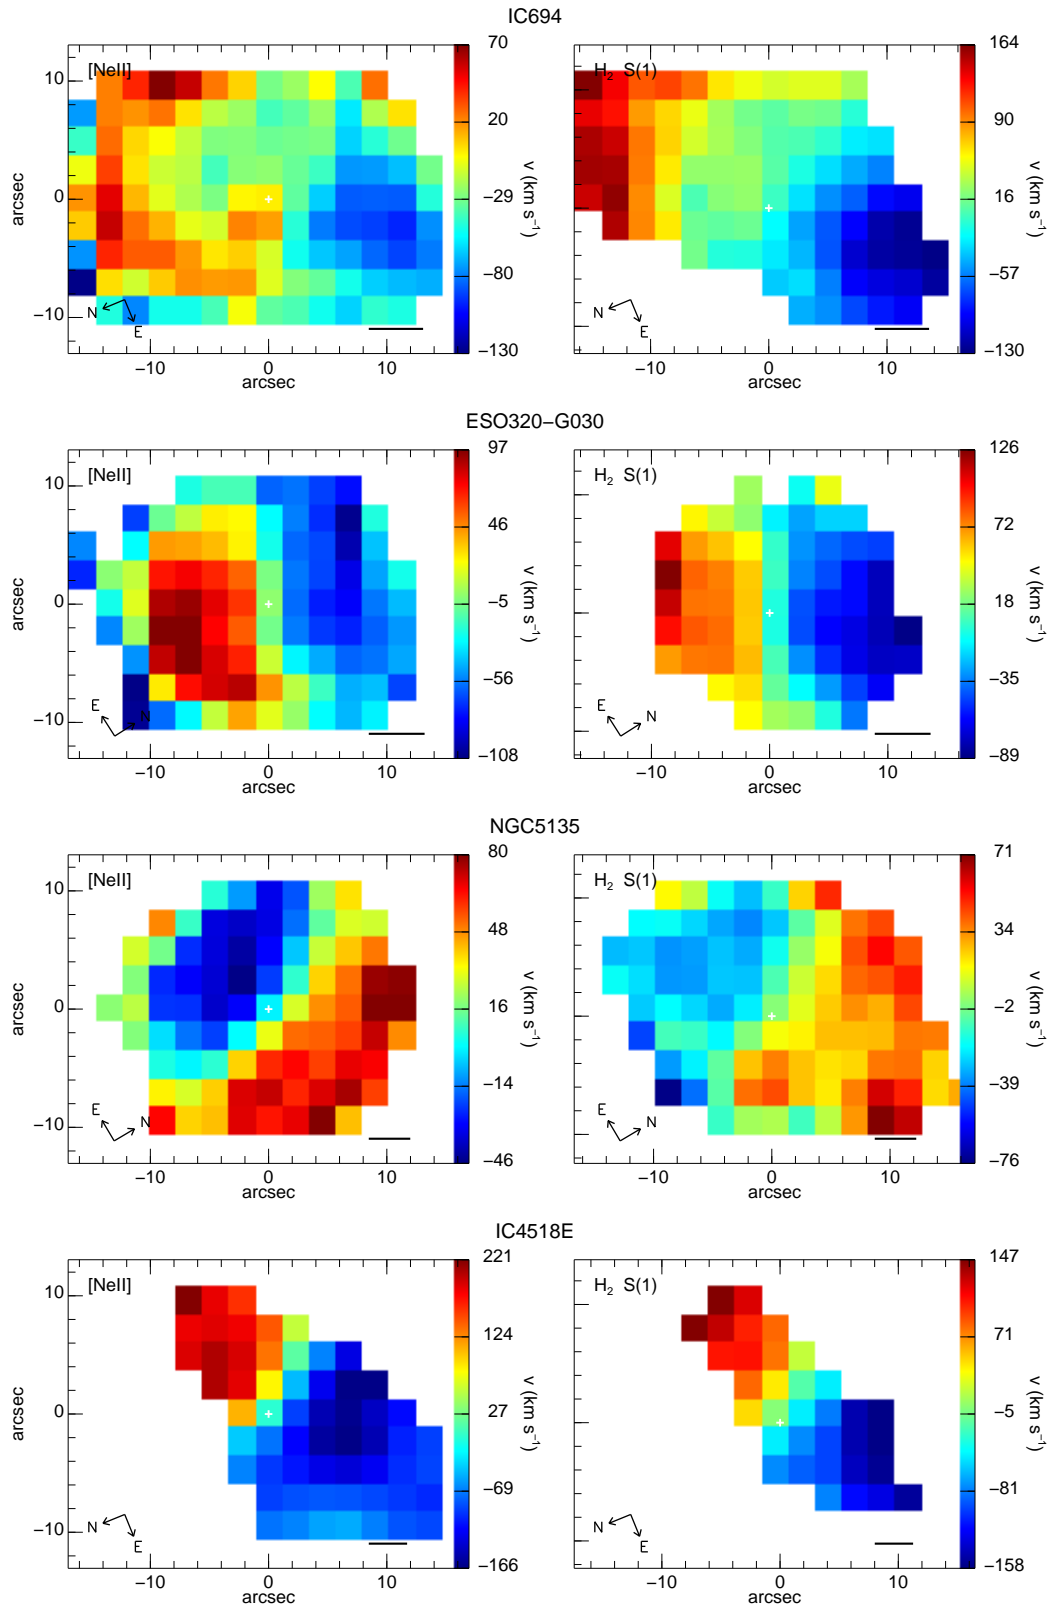 IC694
[NeII]
H₂ S(1)
10
0
−10
arcsec
N
E
−10
0
10
arcsec
70
20
−29
−80
−130
v (km s⁻¹)
N
E
−10
0
10
arcsec
164
90
16
−57
−130
v (km s⁻¹)
ESO320−G030
[NeII]
H₂ S(1)
10
0
−10
arcsec
E
N
−10
0
10
arcsec
97
46
−5
−56
−108
v (km s⁻¹)
E
N
−10
0
10
arcsec
126
72
18
−35
−89
v (km s⁻¹)
NGC5135
[NeII]
H₂ S(1)
10
0
−10
arcsec
E
N
−10
0
10
arcsec
80
48
16
−14
−46
v (km s⁻¹)
E
N
−10
0
10
arcsec
71
34
−2
−39
−76
v (km s⁻¹)
IC4518E
[NeII]
H₂ S(1)
10
0
−10
arcsec
N
E
−10
0
10
arcsec
221
124
27
−69
−166
v (km s⁻¹)
N
E
−10
0
10
arcsec
147
71
−5
−81
−158
v (km s⁻¹)